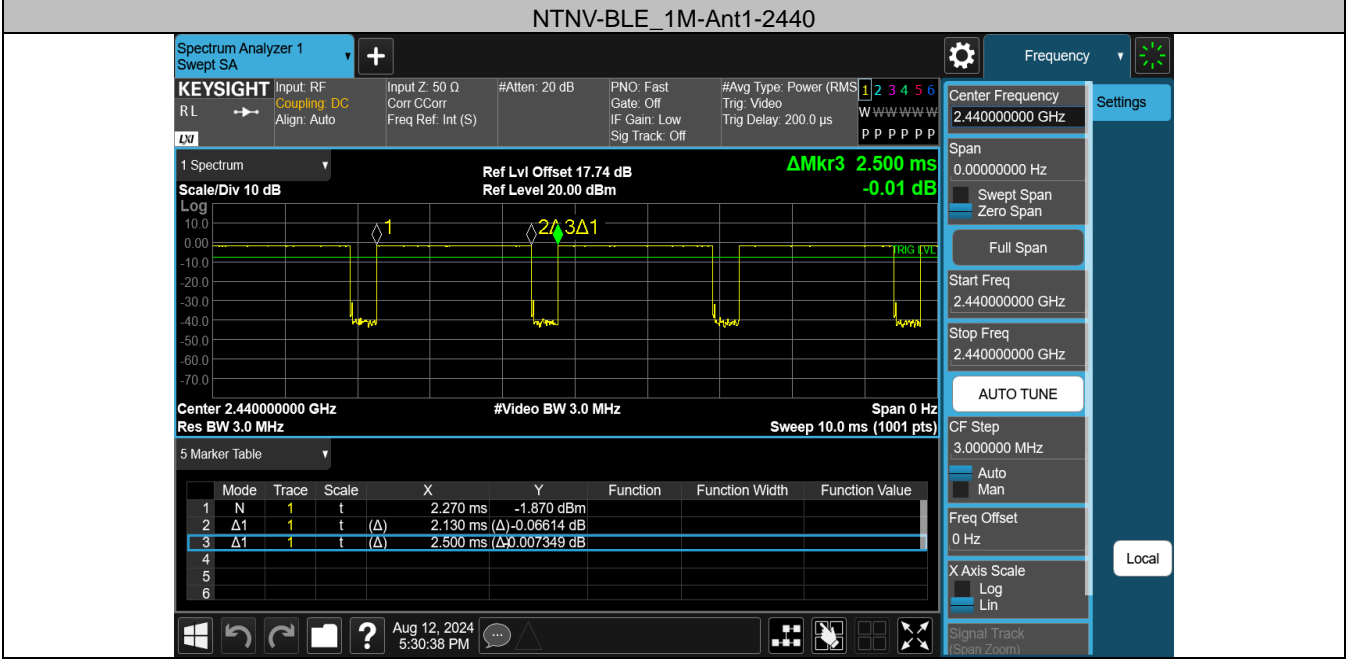 NTNV-BLE_1M-Ant1-2440
Spectrum Analyzer 1
Swept SA
Frequency
KEYSIGHT
R L
LXI
Input: RF
Coupling: DC
Align: Auto
Input Z: 50 Ω
Corr CCorr
Freq Ref: Int (S)
#Atten: 20 dB
PNO: Fast
Gate: Off
IF Gain: Low
Sig Track: Off
#Avg Type: Power (RMS
Trig: Video
Trig Delay: 200.0 µs
1 2 3 4 5 6
W W W W W W
P P P P P P
1 Spectrum
Ref Lvl Offset 17.74 dB
ΔMkr3 2.500 ms
Scale/Div 10 dB
Ref Level 20.00 dBm
-0.01 dB
Log
10.0
0.00
-10.0
-20.0
-30.0
-40.0
-50.0
-60.0
-70.0
1
2Δ 3Δ1
TRIG LVL
Center 2.440000000 GHz
#Video BW 3.0 MHz
Span 0 Hz
Res BW 3.0 MHz
Sweep 10.0 ms (1001 pts)
5 Marker Table
Mode Trace Scale X Y Function Function Width Function Value
1 N 1 t 2.270 ms -1.870 dBm
2 Δ1 1 t (Δ) 2.130 ms (Δ)-0.06614 dB
3 Δ1 1 t (Δ) 2.500 ms (Δ)-0.007349 dB
4
5
6
Aug 12, 2024
5:30:38 PM
Center Frequency
2.440000000 GHz
Span
0.00000000 Hz
Swept Span
Zero Span
Full Span
Start Freq
2.440000000 GHz
Stop Freq
2.440000000 GHz
AUTO TUNE
CF Step
3.000000 MHz
Auto
Man
Freq Offset
0 Hz
X Axis Scale
Log
Lin
Signal Track
(Span Zoom)
Settings
Local